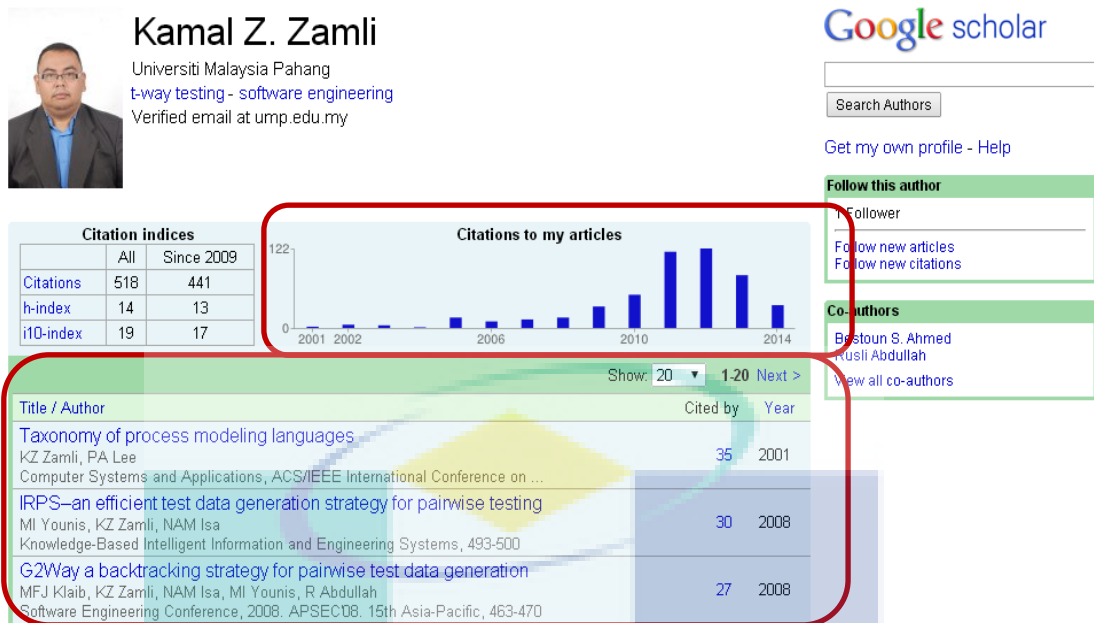 Kamal Z. Zamli
Universiti Malaysia Pahang
t-way testing - software engineering
Verified email at ump.edu.my
Google scholar
Search Authors
Get my own profile - Help
Follow this author
1 Follower
Follow new articles
Follow new citations
Co-authors
Bestoun S. Ahmed
Rusli Abdullah
View all co-authors
Citation indices
All Since 2009
Citations 518 441
h-index 14 13
i10-index 19 17
Citations to my articles
122
0
2001 2002 2006 2010 2014
Show: 20 1-20 Next >
Title / Author Cited by Year
Taxonomy of process modeling languages
KZ Zamli, PA Lee
Computer Systems and Applications, ACS/IEEE International Conference on ...
35 2001
IRPS–an efficient test data generation strategy for pairwise testing
MI Younis, KZ Zamli, NAM Isa
Knowledge-Based Intelligent Information and Engineering Systems, 493-500
30 2008
G2Way a backtracking strategy for pairwise test data generation
MFJ Klaib, KZ Zamli, NAM Isa, MI Younis, R Abdullah
Software Engineering Conference, 2008. APSEC'08. 15th Asia-Pacific, 463-470
27 2008